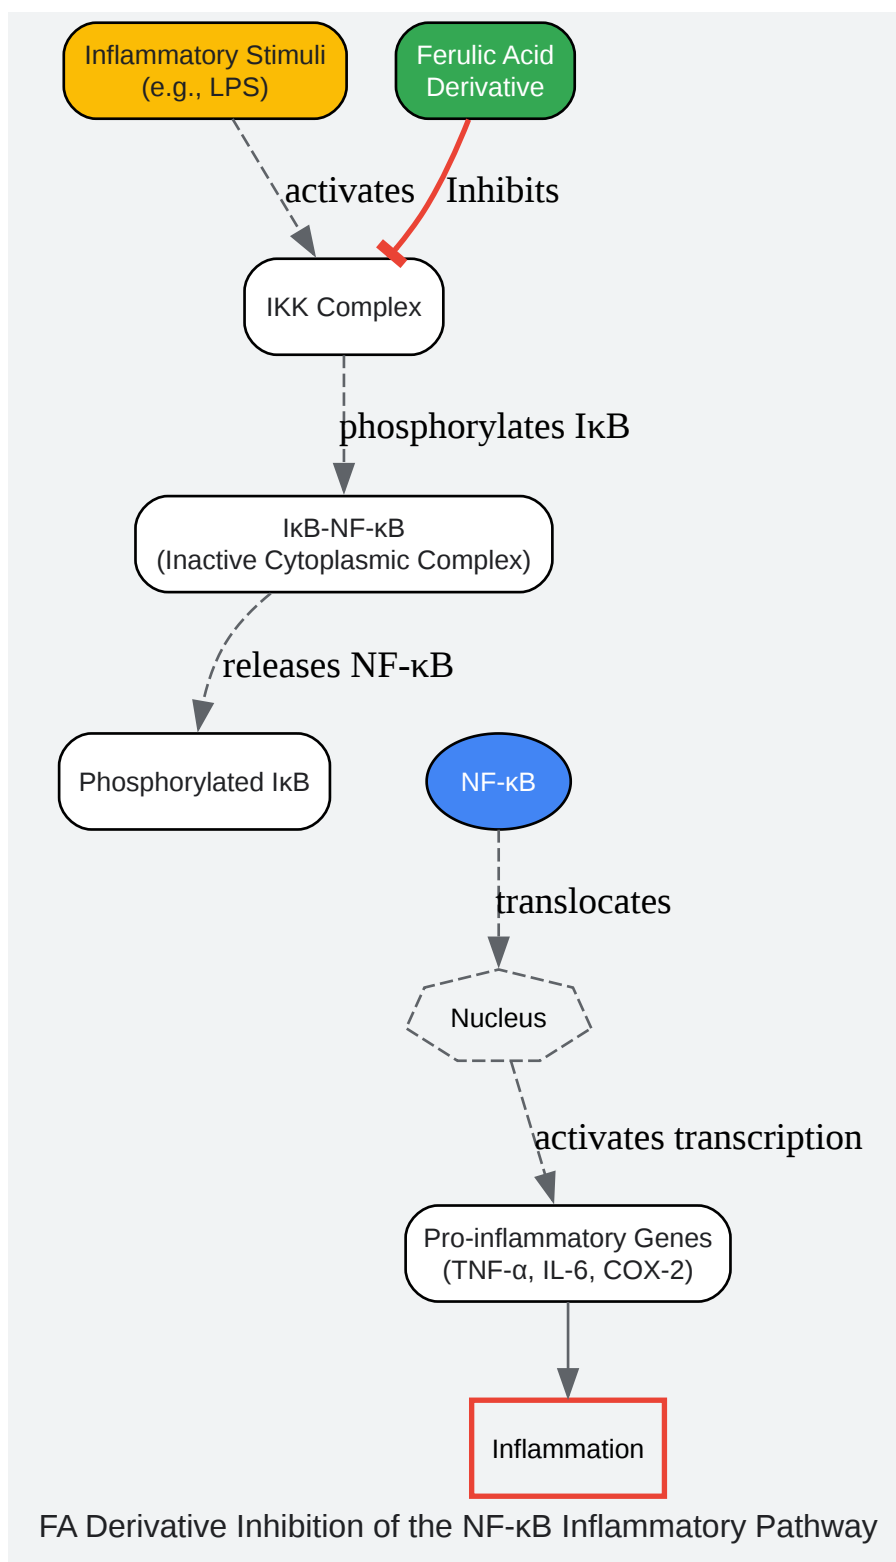 Inflammatory Stimuli
(e.g., LPS)
Ferulic Acid
Derivative
activates
Inhibits
IKK Complex
phosphorylates IκB
IκB-NF-κB
(Inactive Cytoplasmic Complex)
releases NF-κB
Phosphorylated IκB
NF-κB
translocates
Nucleus
activates transcription
Pro-inflammatory Genes
(TNF-α, IL-6, COX-2)
Inflammation
FA Derivative Inhibition of the NF-κB Inflammatory Pathway